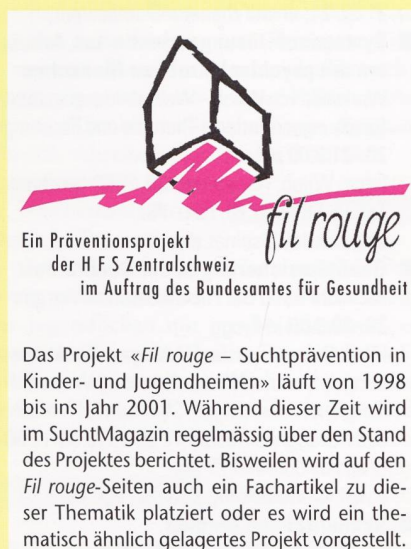 fil rouge
Ein Präventionsprojekt
der H F S Zentralschweiz
im Auftrag des Bundesamtes für Gesundheit
Das Projekt «Fil rouge – Suchtprävention in
Kinder- und Jugendheimen» läuft von 1998
bis ins Jahr 2001. Während dieser Zeit wird
im SuchtMagazin regelmässig über den Stand
des Projektes berichtet. Bisweilen wird auf den
Fil rouge-Seiten auch ein Fachartikel zu die-
ser Thematik platziert oder es wird ein the-
matisch ähnlich gelagertes Projekt vorgestellt.